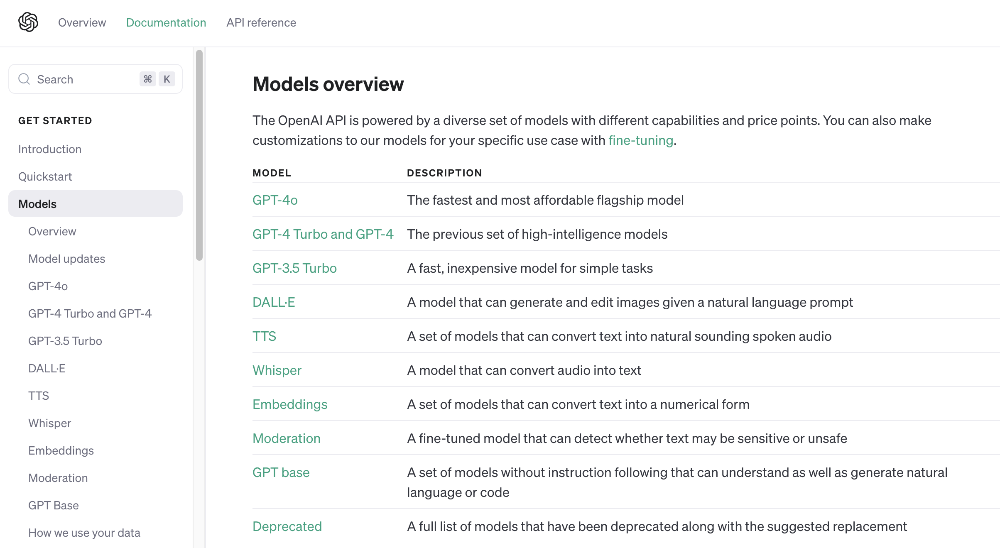 Overview
Documentation
API reference
Search
⌘ K
GET STARTED
Introduction
Quickstart
Models
Overview
Model updates
GPT-4o
GPT-4 Turbo and GPT-4
GPT-3.5 Turbo
DALL·E
TTS
Whisper
Embeddings
Moderation
GPT Base
How we use your data
Models overview
The OpenAI API is powered by a diverse set of models with different capabilities and price points. You can also make
customizations to our models for your specific use case with fine-tuning.
MODEL DESCRIPTION
GPT-4o The fastest and most affordable flagship model
GPT-4 Turbo and GPT-4 The previous set of high-intelligence models
GPT-3.5 Turbo A fast, inexpensive model for simple tasks
DALL·E A model that can generate and edit images given a natural language prompt
TTS A set of models that can convert text into natural sounding spoken audio
Whisper A model that can convert audio into text
Embeddings A set of models that can convert text into a numerical form
Moderation A fine-tuned model that can detect whether text may be sensitive or unsafe
GPT base A set of models without instruction following that can understand as well as generate natural
language or code
Deprecated A full list of models that have been deprecated along with the suggested replacement